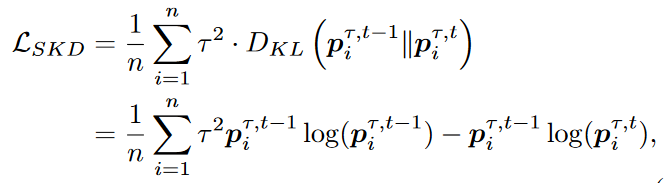 $\mathcal{L}_{SKD} = \frac{1}{n} \sum_{i=1}^{n} \tau^2 \cdot D_{KL} \left( \boldsymbol{p}_i^{\tau,t-1} \| \boldsymbol{p}_i^{\tau,t} \right)$
$= \frac{1}{n} \sum_{i=1}^{n} \tau^2 \boldsymbol{p}_i^{\tau,t-1} \log(\boldsymbol{p}_i^{\tau,t-1}) - \boldsymbol{p}_i^{\tau,t-1} \log(\boldsymbol{p}_i^{\tau,t}),$